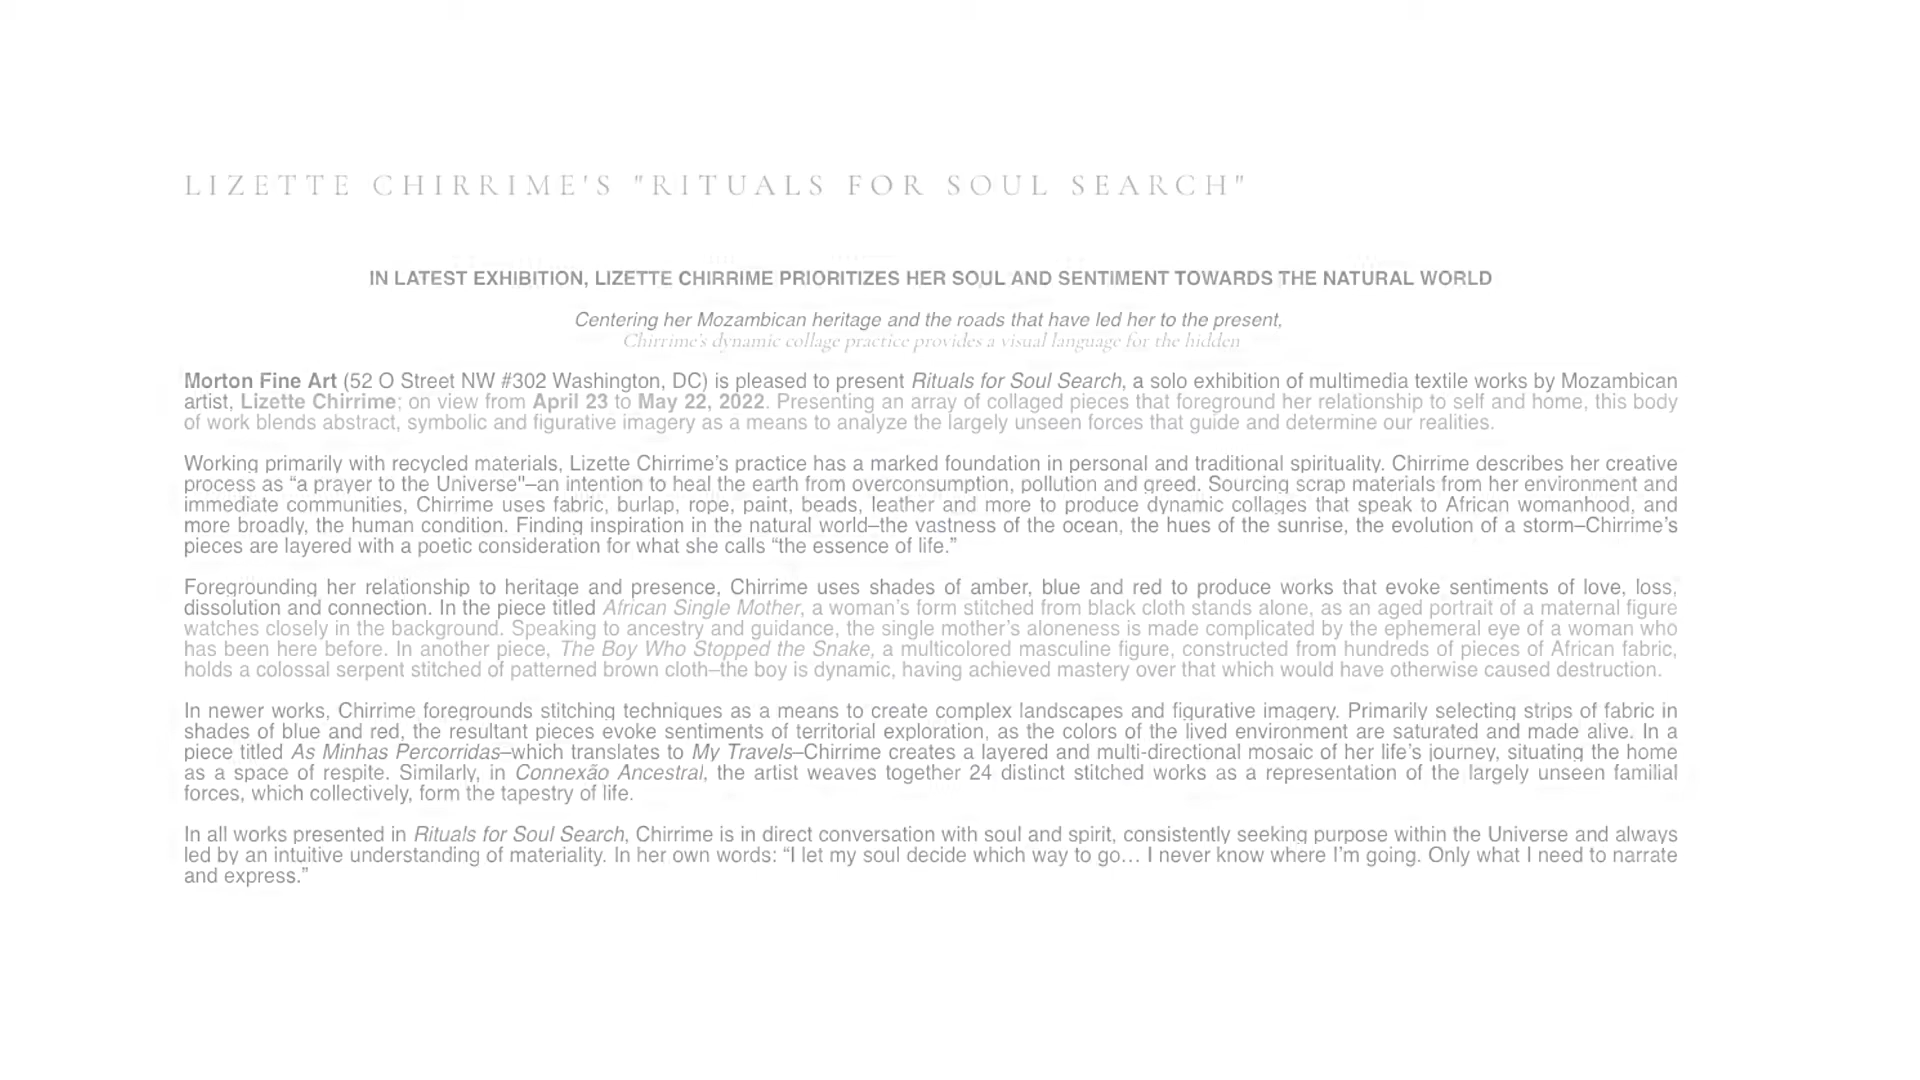 LIZETTE CHIRRIME'S "RITUALS FOR SOUL SEARCH"
IN LATEST EXHIBITION, LIZETTE CHIRRIME PRIORITIZES HER SOUL AND SENTIMENT TOWARDS THE NATURAL WORLD
Centering her Mozambican heritage and the roads that have led her to the present,
Chirrime's dynamic collage practice provides a visual language for the hidden
Morton Fine Art (52 O Street NW #302 Washington, DC) is pleased to present Rituals for Soul Search, a solo exhibition of multimedia textile works by Mozambican
artist, Lizette Chirrime; on view from April 23 to May 22, 2022. Presenting an array of collaged pieces that foreground her relationship to self and home, this body
of work blends abstract, symbolic and figurative imagery as a means to analyze the largely unseen forces that guide and determine our realities.
Working primarily with recycled materials, Lizette Chirrime’s practice has a marked foundation in personal and traditional spirituality. Chirrime describes her creative
process as “a prayer to the Universe"–an intention to heal the earth from overconsumption, pollution and greed. Sourcing scrap materials from her environment and
immediate communities, Chirrime uses fabric, burlap, rope, paint, beads, leather and more to produce dynamic collages that speak to African womanhood, and
more broadly, the human condition. Finding inspiration in the natural world–the vastness of the ocean, the hues of the sunrise, the evolution of a storm–Chirrime’s
pieces are layered with a poetic consideration for what she calls “the essence of life.”
Foregrounding her relationship to heritage and presence, Chirrime uses shades of amber, blue and red to produce works that evoke sentiments of love, loss,
dissolution and connection. In the piece titled African Single Mother, a woman’s form stitched from black cloth stands alone, as an aged portrait of a maternal figure
watches closely in the background. Speaking to ancestry and guidance, the single mother’s aloneness is made complicated by the ephemeral eye of a woman who
has been here before. In another piece, The Boy Who Stopped the Snake, a multicolored masculine figure, constructed from hundreds of pieces of African fabric,
holds a colossal serpent stitched of patterned brown cloth–the boy is dynamic, having achieved mastery over that which would have otherwise caused destruction.
In newer works, Chirrime foregrounds stitching techniques as a means to create complex landscapes and figurative imagery. Primarily selecting strips of fabric in
shades of blue and red, the resultant pieces evoke sentiments of territorial exploration, as the colors of the lived environment are saturated and made alive. In a
piece titled As Minhas Percorridas–which translates to My Travels–Chirrime creates a layered and multi-directional mosaic of her life’s journey, situating the home
as a space of respite. Similarly, in Connexão Ancestral, the artist weaves together 24 distinct stitched works as a representation of the largely unseen familial
forces, which collectively, form the tapestry of life.
In all works presented in Rituals for Soul Search, Chirrime is in direct conversation with soul and spirit, consistently seeking purpose within the Universe and always
led by an intuitive understanding of materiality. In her own words: “I let my soul decide which way to go… I never know where I’m going. Only what I need to narrate
and express.”